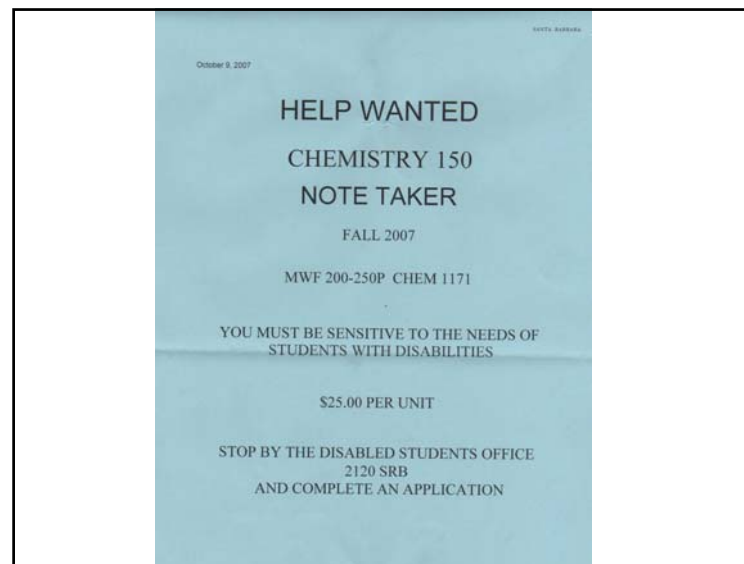 SANTA BARBARA
October 9, 2007
HELP WANTED
CHEMISTRY 150
NOTE TAKER
FALL 2007
MWF 200-250P CHEM 1171
YOU MUST BE SENSITIVE TO THE NEEDS OF
STUDENTS WITH DISABILITIES
$25.00 PER UNIT
STOP BY THE DISABLED STUDENTS OFFICE
2120 SRB
AND COMPLETE AN APPLICATION